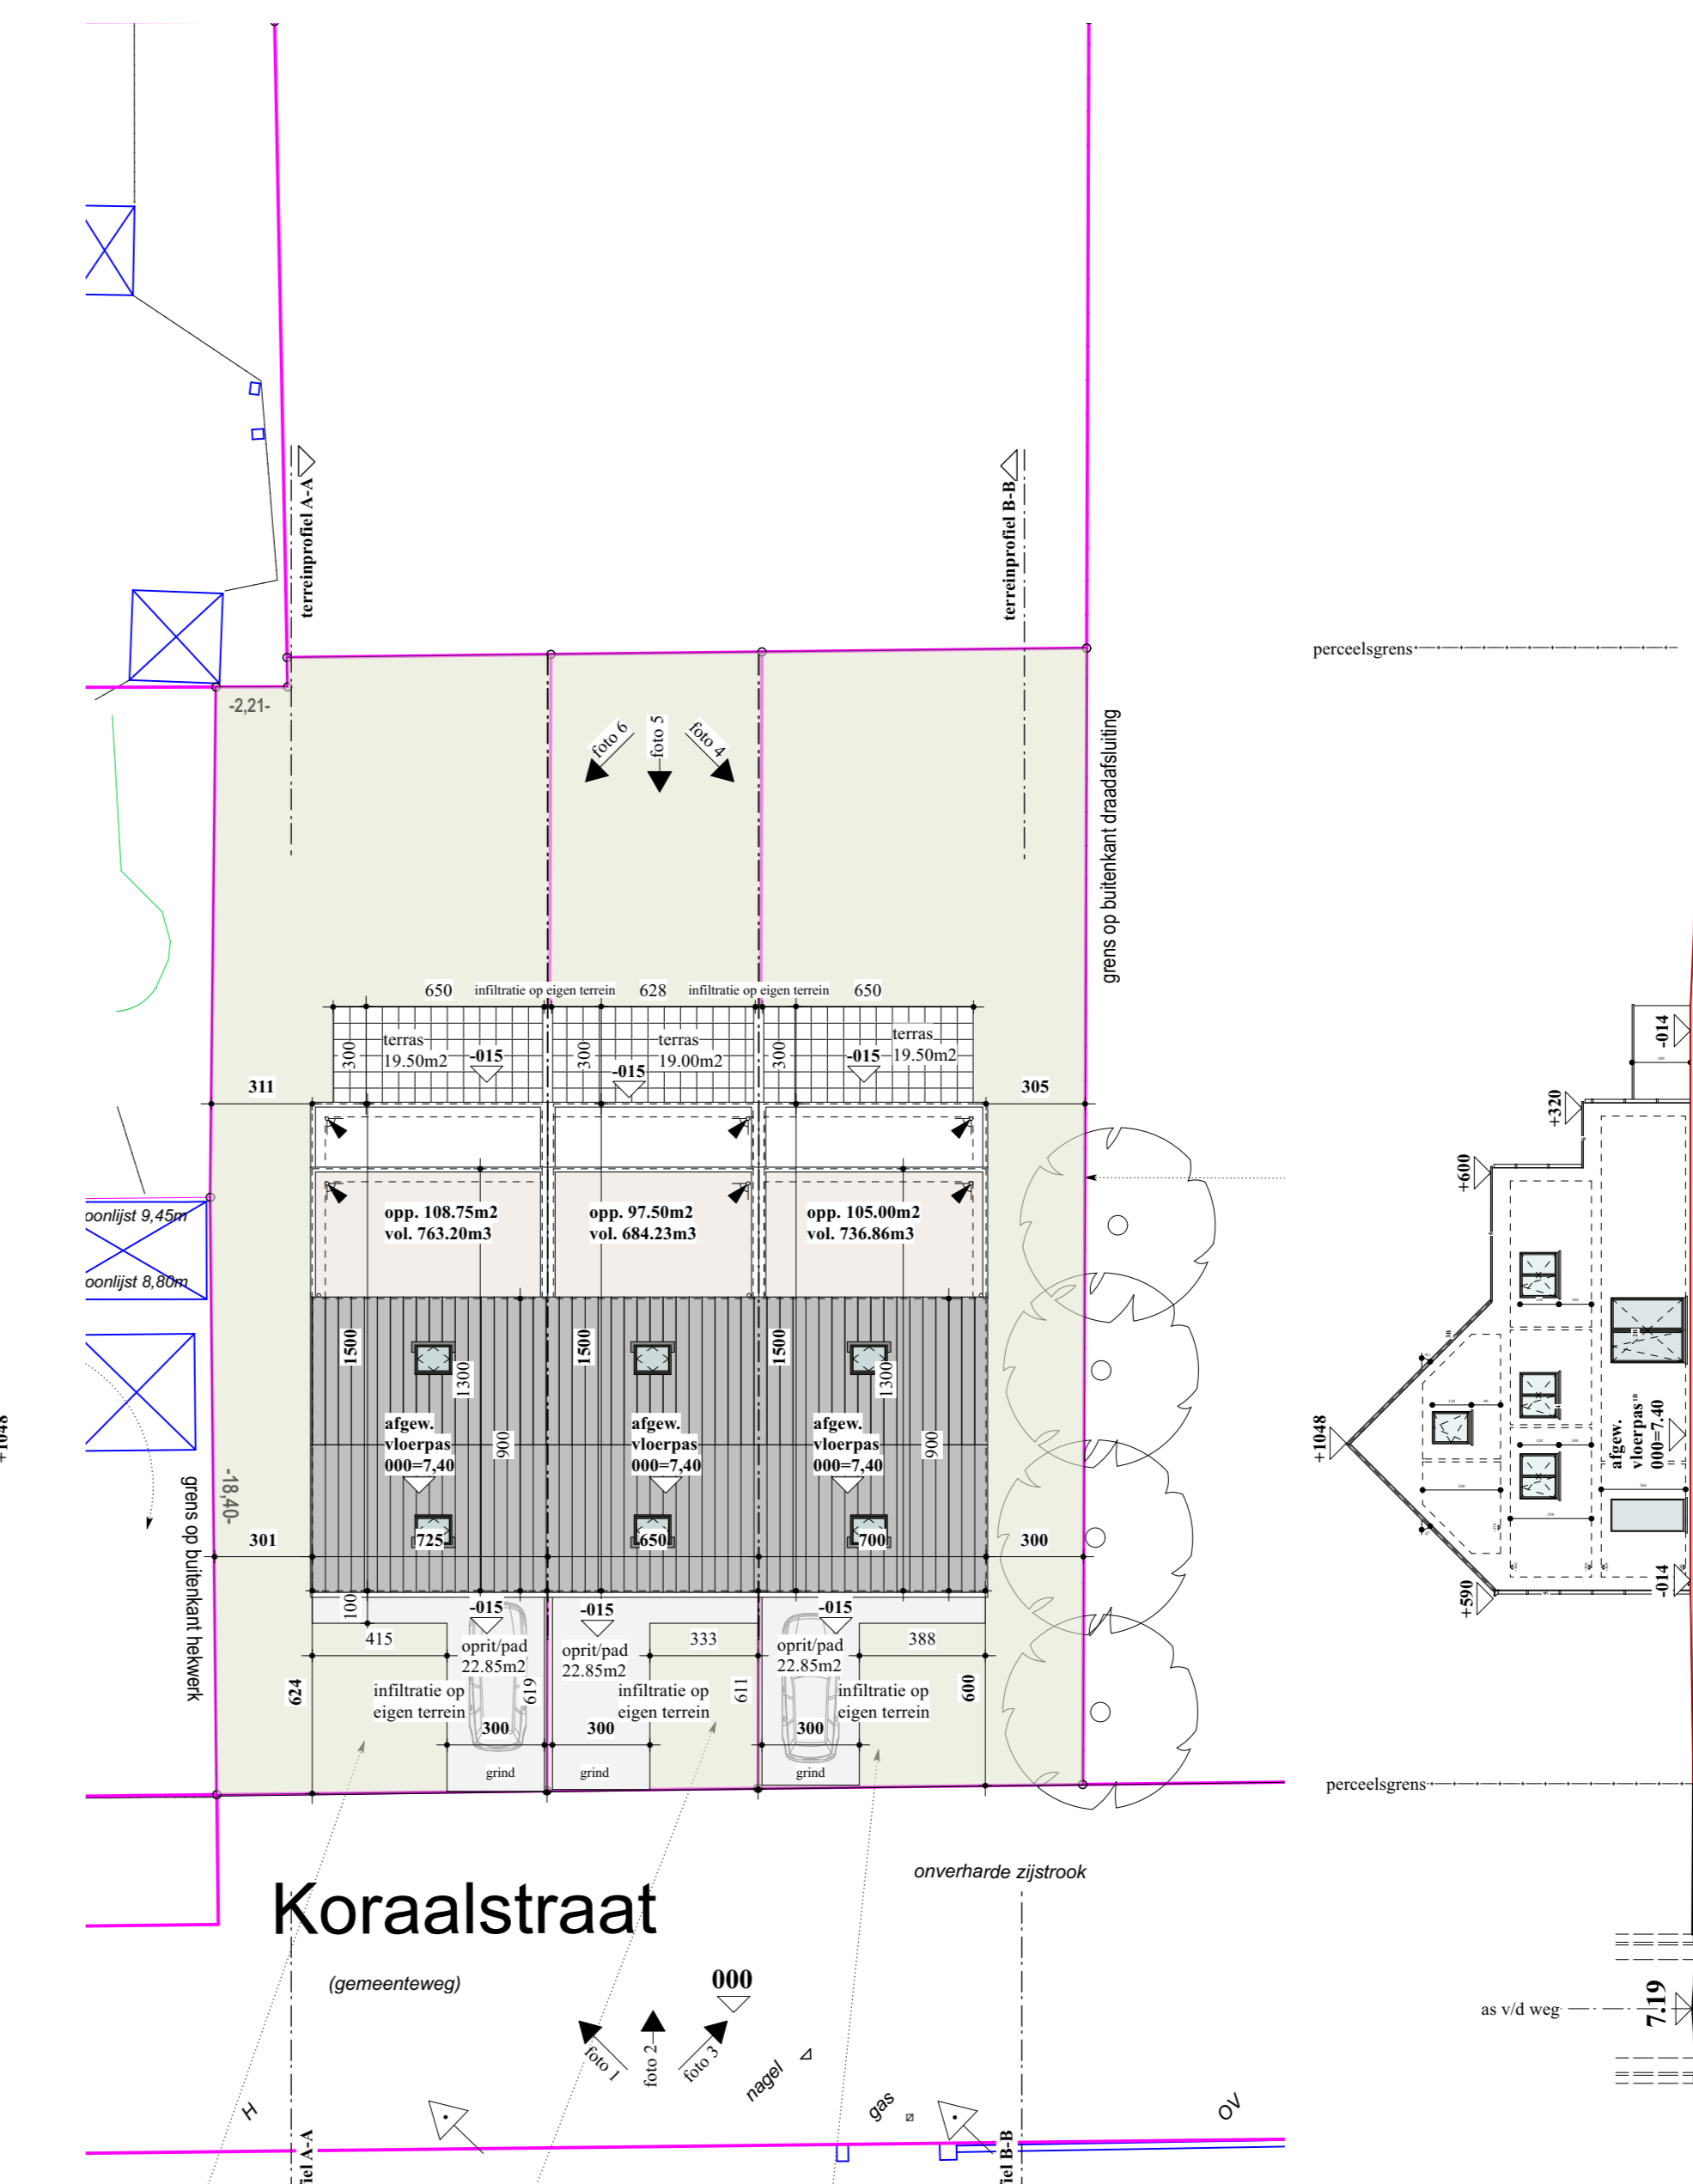 terreinprofiel A-A
terreinprofiel B-B
perceelsgrens
-2,21-
foto 6
foto 5
foto 4
grens op buitenkant draadafsluiting
650
infiltratie op eigen terrein
628
infiltratie op eigen terrein
650
300
terras
19.50m2
-015
300
terras
19.00m2
-015
300
terras
19.50m2
-015
311
305
-014
+320
+600
oonlijst 9,45m
opp. 108.75m2
vol. 763.20m3
opp. 97.50m2
vol. 684.23m3
opp. 105.00m2
vol. 736.86m3
oonlijst 8,80m
1500
1300
1500
1500
1300
+1048
+1048
afgew.
vloerpas
000=7,40
900
afgew.
vloerpas
000=7,40
afgew.
vloerpas
000=7,40
900
afgew.
vloerpas
000=7.40
-18,40-
grens op buitenkant hekwerk
301
725
650
700
300
+590
-014
100
-015
-015
-015
415
oprit/pad
22.85m2
oprit/pad
22.85m2
333
oprit/pad
22.85m2
388
624
infiltratie op
eigen terrein
619
infiltratie op
eigen terrein
611
infiltratie op
eigen terrein
600
300
300
300
grind
grind
grind
perceelsgrens
onverharde zijstrook
Koraalstraat
(gemeenteweg)
000
as v/d weg
7.19
foto 1
foto 2
foto 3
nagel
gas
H
OV
iel A-A
iel B-B